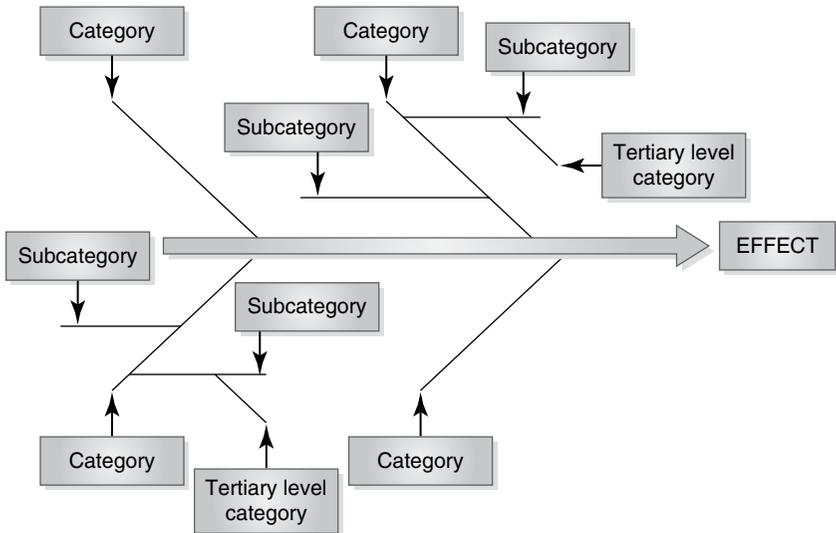 Category
Category
Subcategory
Subcategory
Tertiary level
category
Subcategory
EFFECT
Subcategory
Category
Category
Tertiary level
category